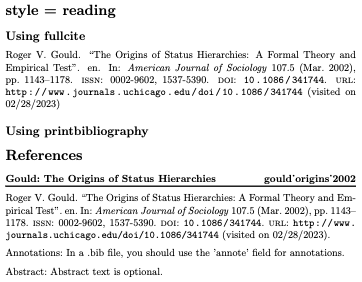 style = reading
Using fullcite
Roger V. Gould. “The Origins of Status Hierarchies: A Formal Theory and
Empirical Test”. en. In: American Journal of Sociology 107.5 (Mar. 2002),
pp. 1143–1178. ISSN: 0002-9602, 1537-5390. DOI: 10.1086/341744. URL:
http://www.journals.uchicago.edu/doi/10.1086/341744 (visited on
02/28/2023)
Using printbibliography
References
Gould: The Origins of Status Hierarchies gould'origins'2002
Roger V. Gould. “The Origins of Status Hierarchies: A Formal Theory and Em-
pirical Test”. en. In: American Journal of Sociology 107.5 (Mar. 2002), pp. 1143–
1178. ISSN: 0002-9602, 1537-5390. DOI: 10.1086/341744. URL: http://www.
journals.uchicago.edu/doi/10.1086/341744 (visited on 02/28/2023).
Annotations: In a .bib file, you should use the 'annote' field for annotations.
Abstract: Abstract text is optional.